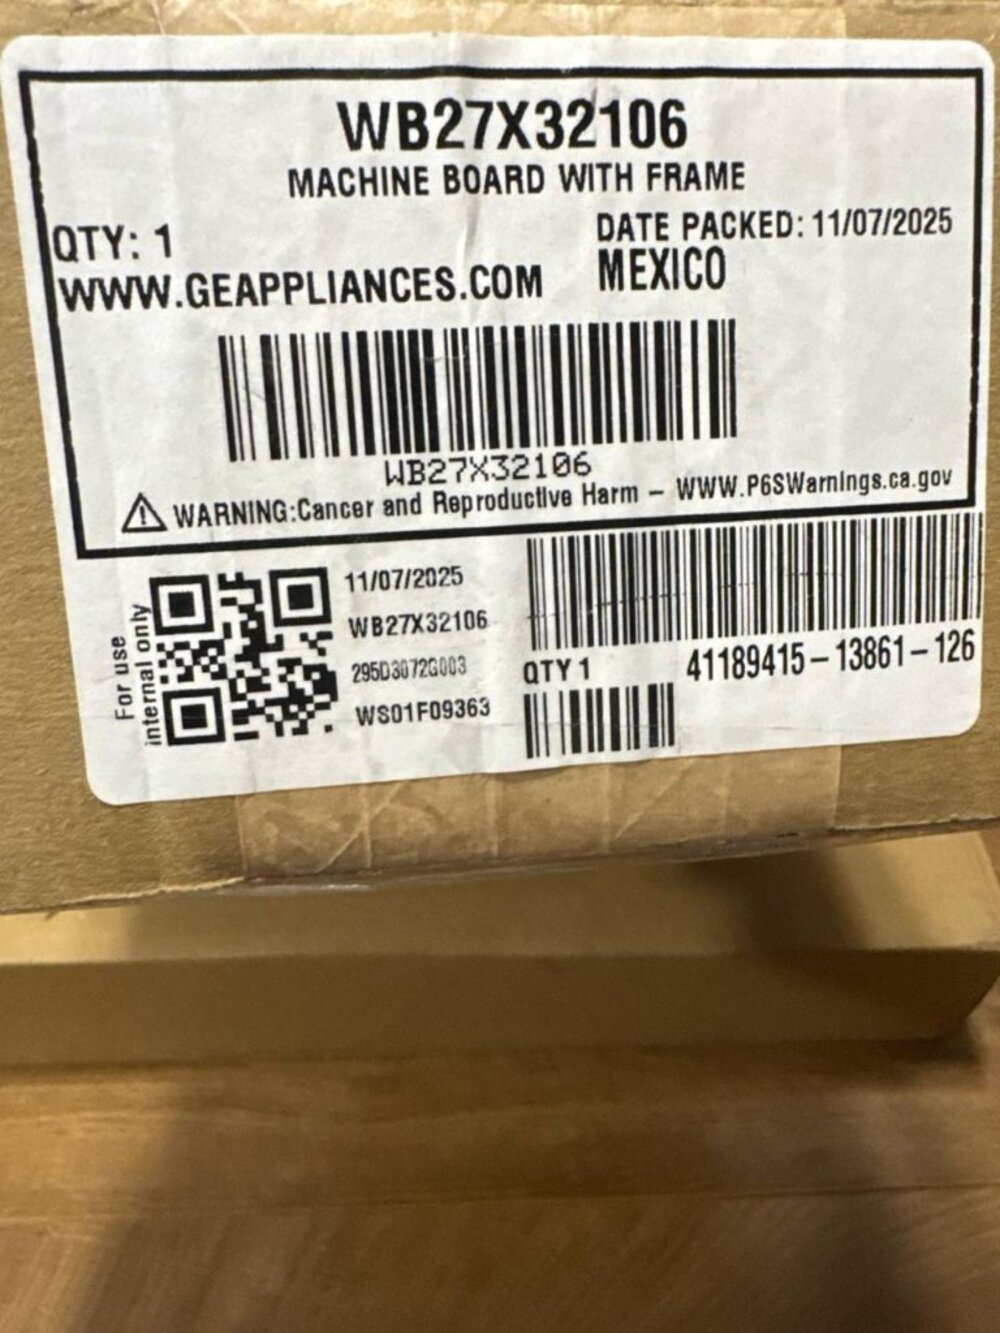 WB27X32106
MACHINE BOARD WITH FRAME
QTY: 1
DATE PACKED: 11/07/2025
WWW.GEAPPLIANCES.COM
MEXICO
WB27X32106
WARNING:Cancer and Reproductive Harm – WWW.P6SWarnings.ca.gov
For use
internal only
11/07/2025
WB27X32106
295D3072G003
WS01F09363
QTY 1
41189415-13861-126